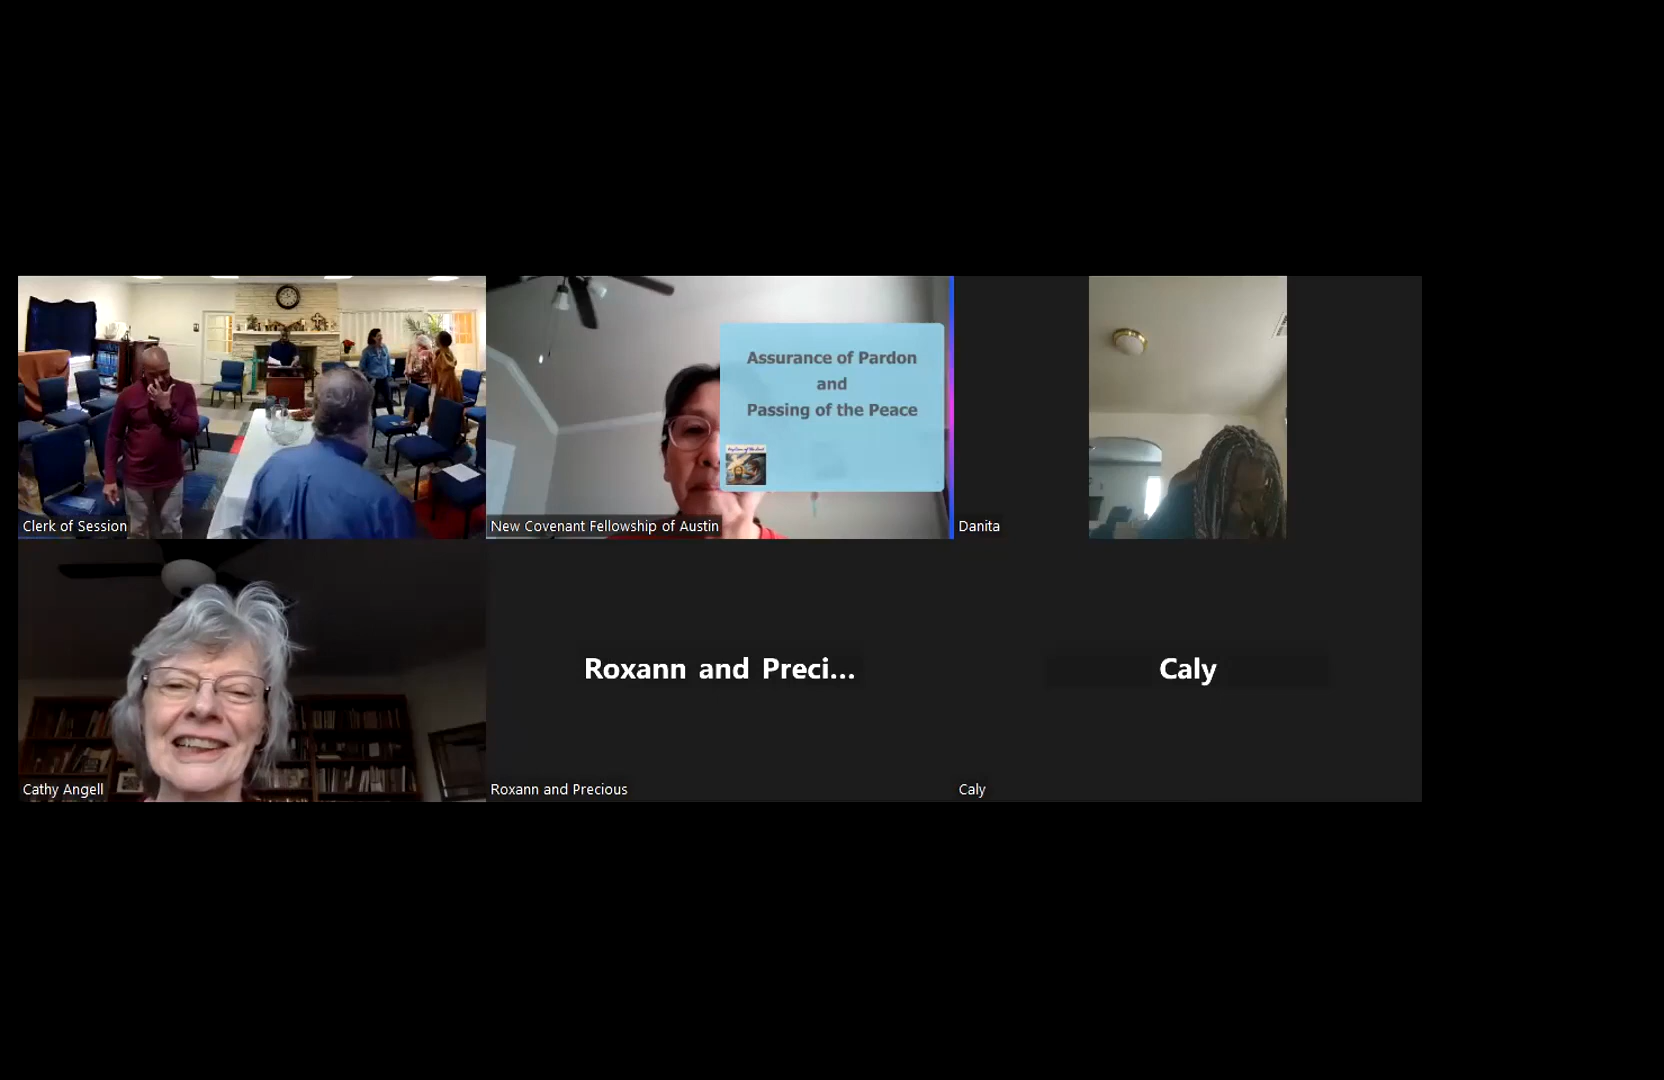 Assurance of Pardon
and
Passing of the Peace
Clerk of Session
New Covenant Fellowship of Austin
Danita
Roxann and Preci...
Caly
Cathy Angell
Roxann and Precious
Caly